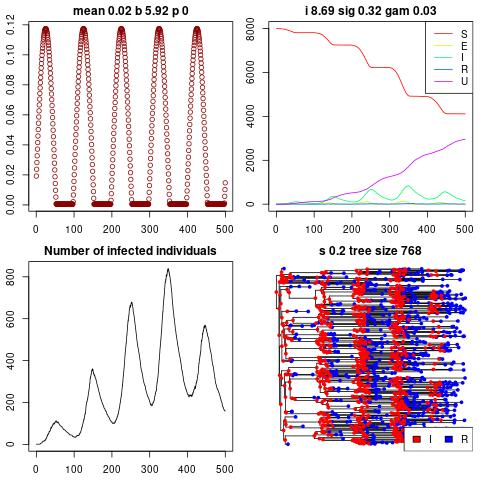 mean 0.02 b 5.92 p 0
0.00 0.02 0.04 0.06 0.08 0.10 0.12
0 100 200 300 400 500
i 8.69 sig 0.32 gam 0.03
0 2000 4000 6000 8000
0 100 200 300 400 500
S
E
I
R
U
Number of infected individuals
0 200 400 600 800
0 100 200 300 400 500
s 0.2 tree size 768
I R